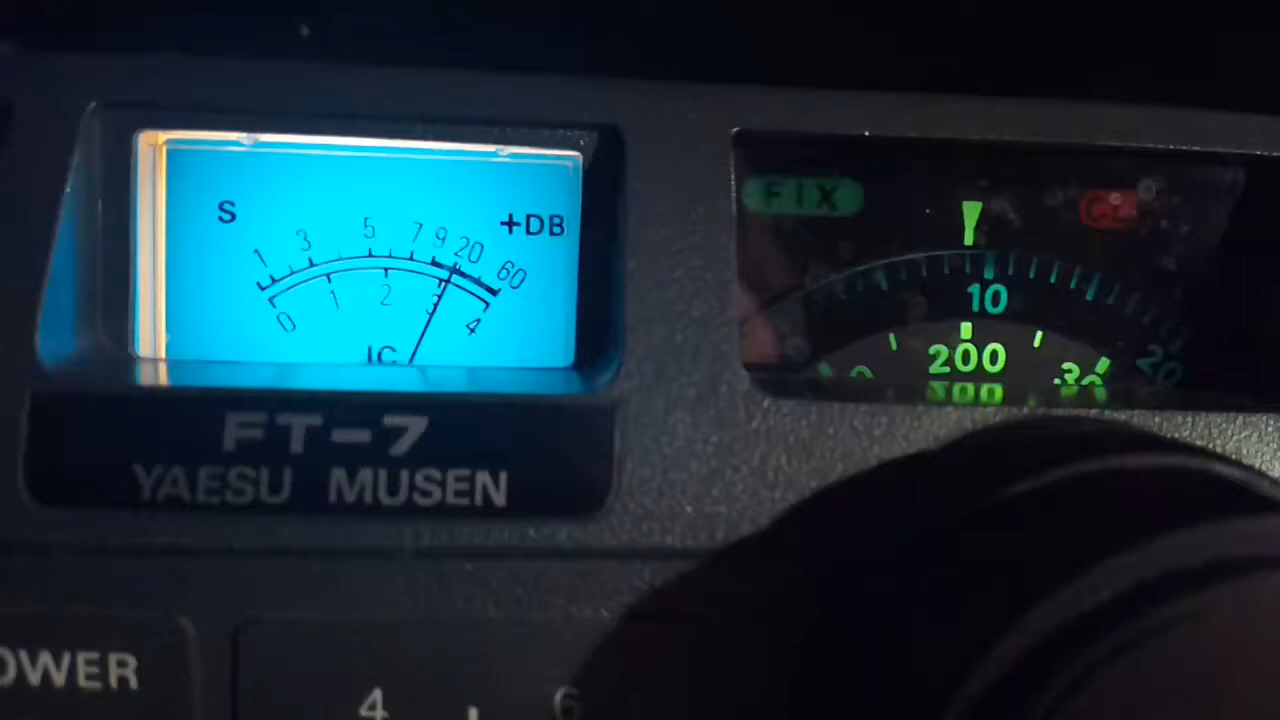 S
+DB
1 3 5 7 9 20 60
0 1 2 3 4
IC
FT-7
YAESU MUSEN
FIX
10
20
200
OWER
4
6